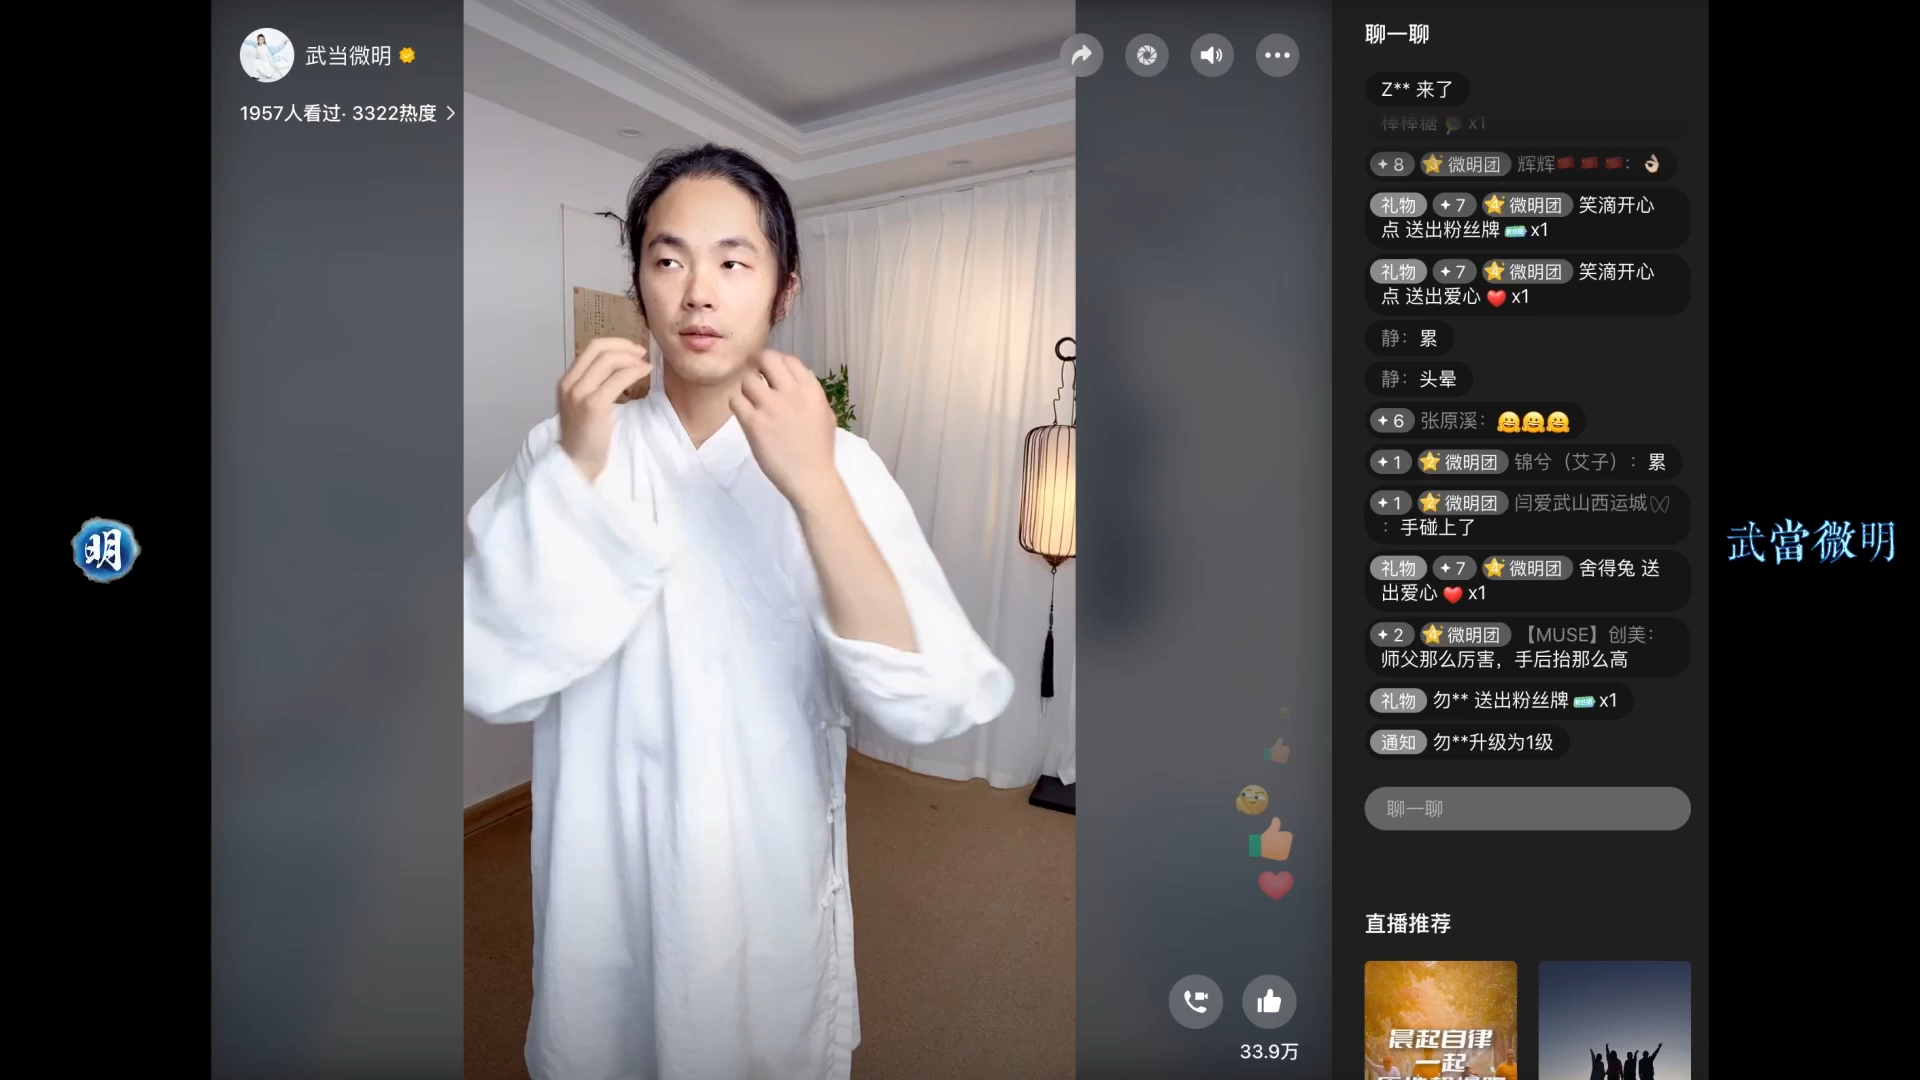 武当微明
1957人看过· 3322热度
明
聊一聊
Z** 来了
棒棒糖 x1
8 微明团 辉辉🇨🇳🇨🇳🇨🇳: 👌🏻
礼物 7 微明团 笑滴开心
点 送出粉丝牌 x1
礼物 7 微明团 笑滴开心
点 送出爱心 ❤️ x1
静: 累
静: 头晕
6 张原溪: 🤗🤗🤗
1 微明团 锦兮（艾子）: 累
1 微明团 闫爱武山西运城
: 手碰上了
礼物 7 微明团 舍得兔 送
出爱心 ❤️ x1
2 微明团 【MUSE】创美:
师父那么厉害，手后抬那么高
礼物 勿** 送出粉丝牌 x1
通知 勿**升级为1级
聊一聊
直播推荐
晨起自律
一起
33.9万
武當微明